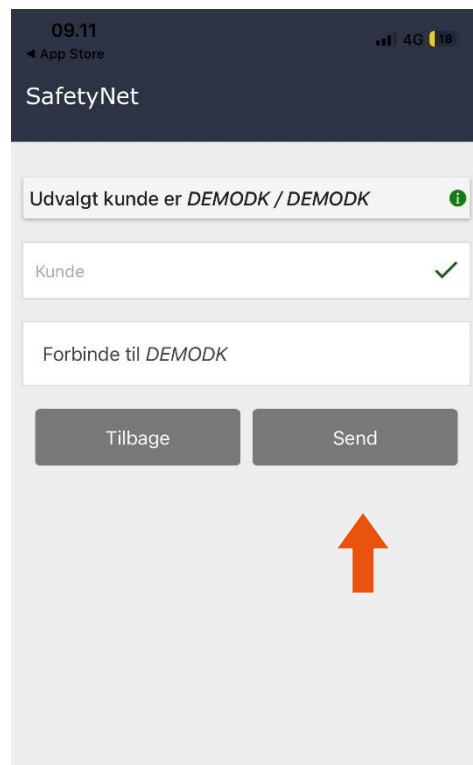 09.11
◀ App Store
4G 18
SafetyNet
Udvalgt kunde er DEMODK / DEMODK
Kunde
Forbinde til DEMODK
Tilbage Send